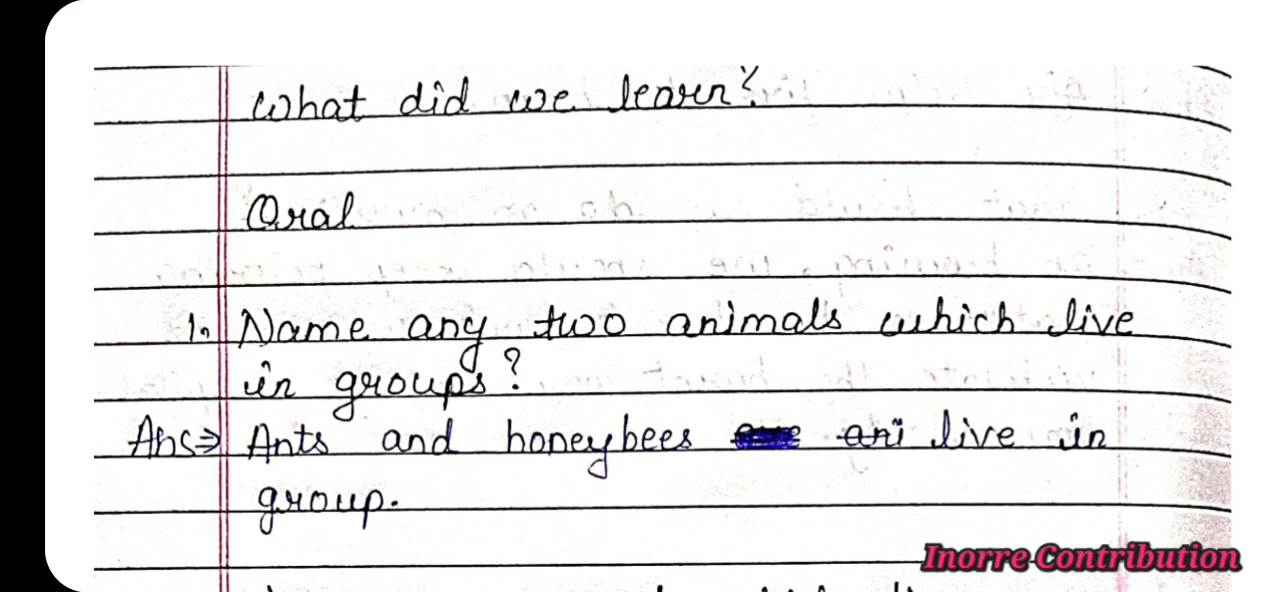 What did we learn?
Oral
1. Name any two animals which live
in groups?
Ans⇒ Ants and honeybees ari live in
group.
Inorre Contribution